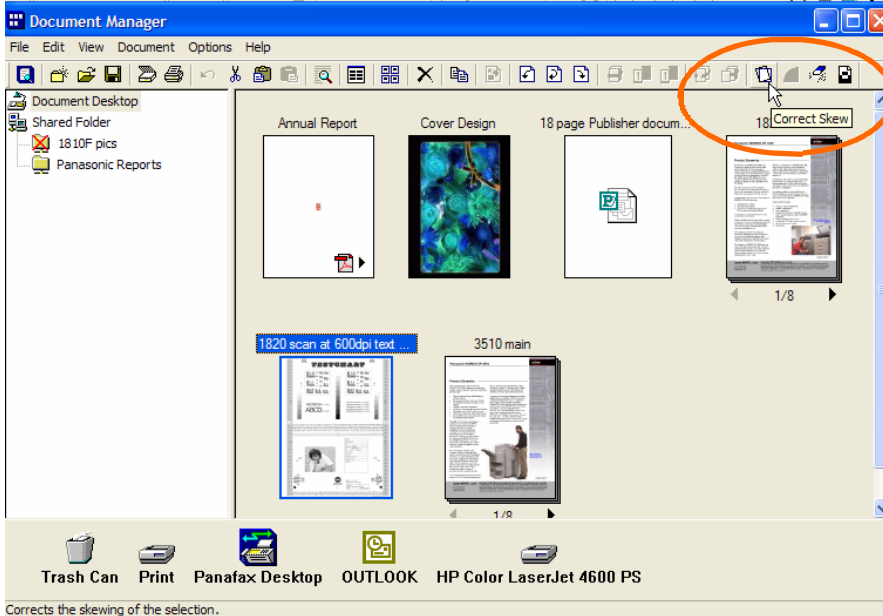 Document Manager
File Edit View Document Options Help
Document Desktop
Shared Folder
1810F pics
Panasonic Reports
Correct Skew
Annual Report
Cover Design
18 page Publisher docum...
18
1/8
1820 scan at 600dpi text ...
3510 main
TESTCHART
ABCD
1/8
Trash Can
Print
Panafax Desktop
OUTLOOK
HP Color LaserJet 4600 PS
Corrects the skewing of the selection.